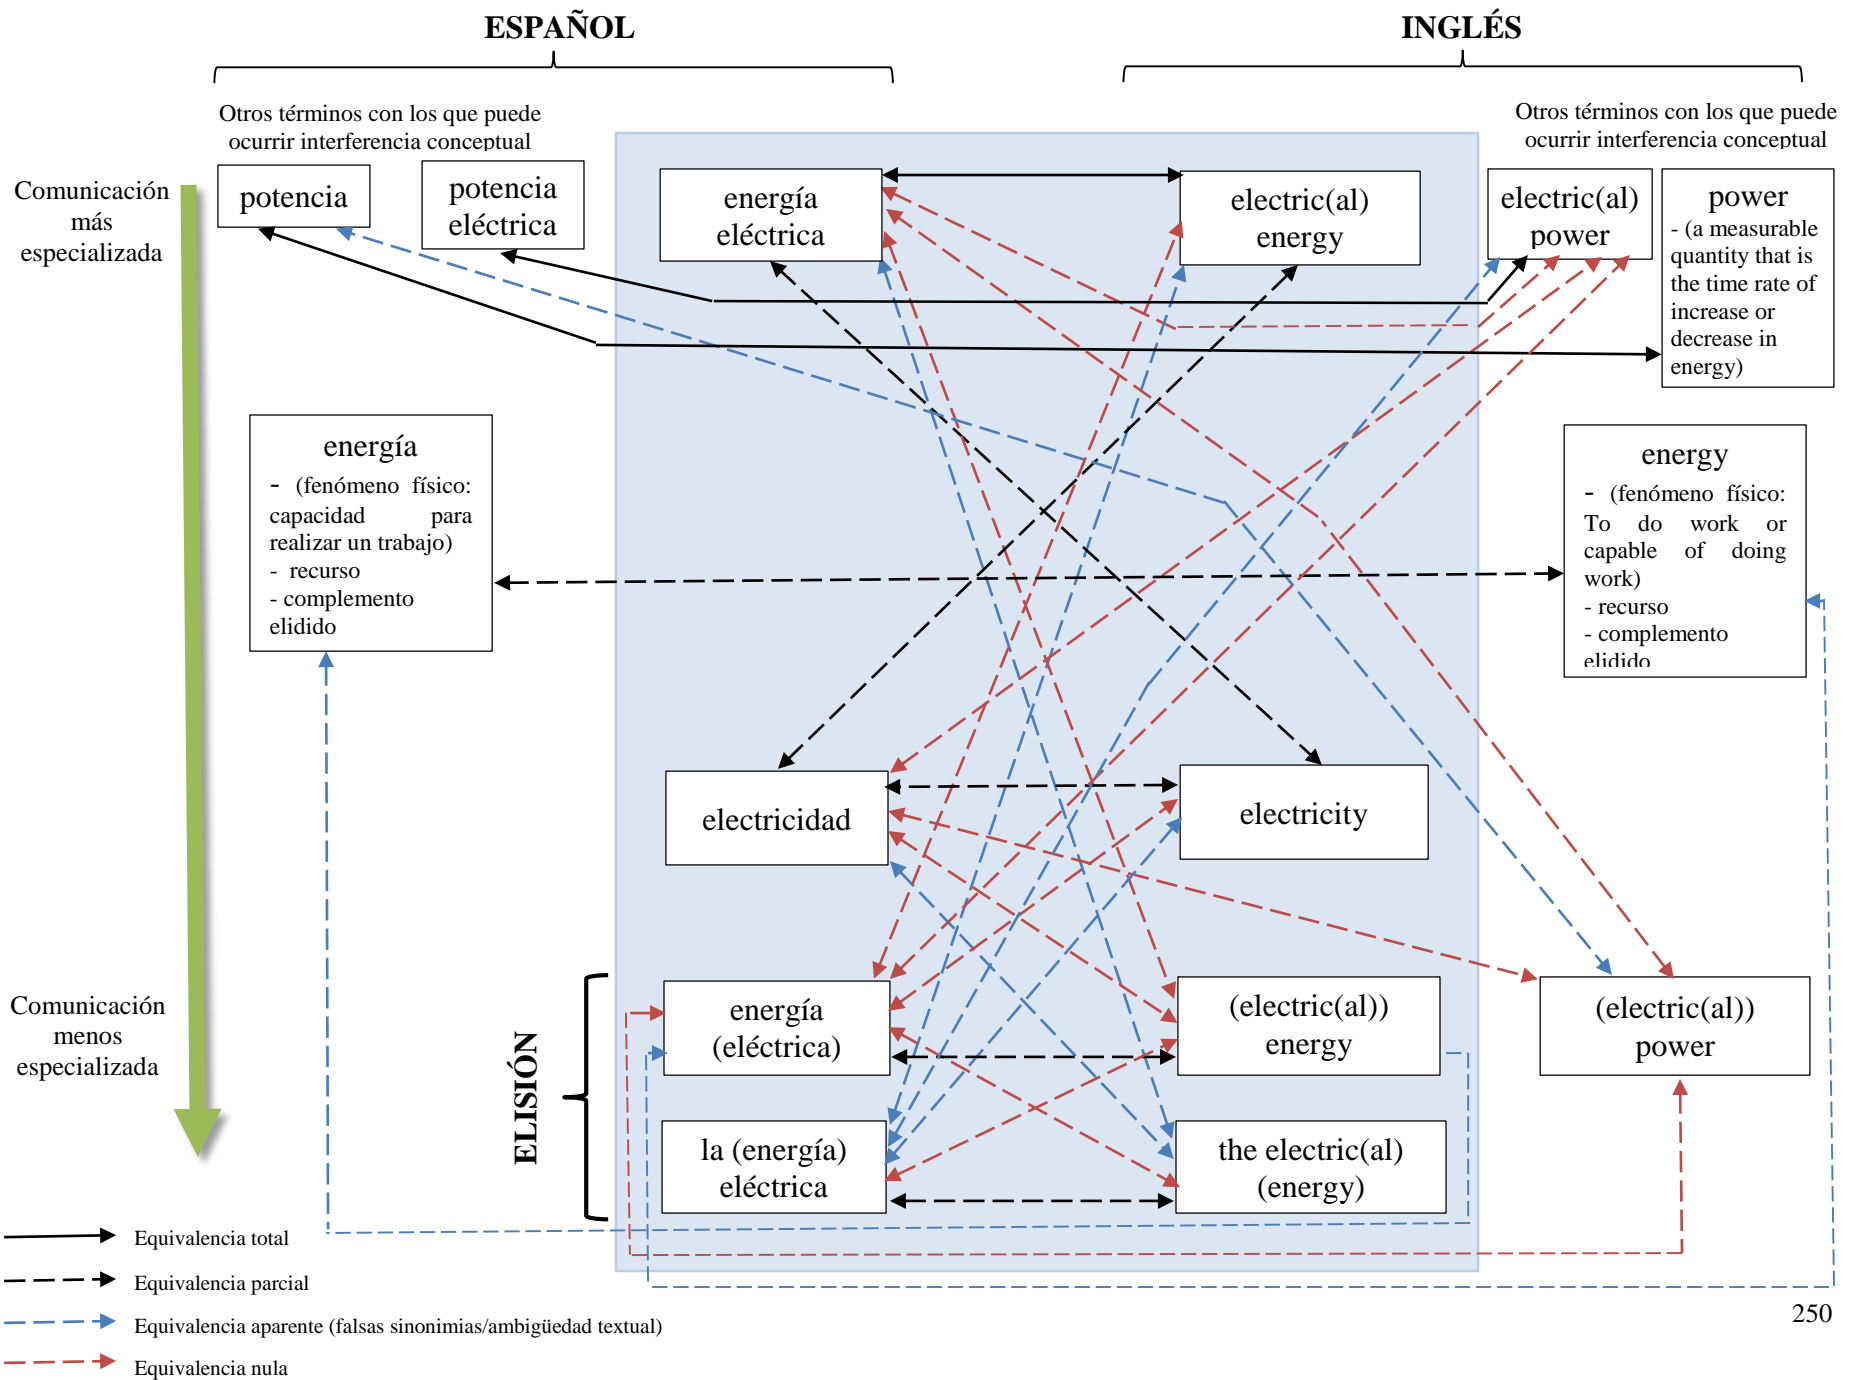 ESPAÑOL
INGLÉS
Otros términos con los que puede
ocurrir interferencia conceptual
Otros términos con los que puede
ocurrir interferencia conceptual
Comunicación
más
especializada
potencia
potencia
eléctrica
energía
eléctrica
electric(al)
energy
electric(al)
power
power
- (a measurable
quantity that is
the time rate of
increase or
decrease in
energy)
energía
- (fenómeno físico:
capacidad para
realizar un trabajo)
- recurso
- complemento
elidido
energy
- (fenómeno físico:
To do work or
capable of doing
work)
- recurso
- complemento
elidido
electricidad
electricity
Comunicación
menos
especializada
ELISIÓN
energía
(eléctrica)
(electric(al))
energy
(electric(al))
power
la (energía)
eléctrica
the electric(al)
(energy)
Equivalencia total
Equivalencia parcial
Equivalencia aparente (falsas sinonimias/ambigüedad textual)
Equivalencia nula
250